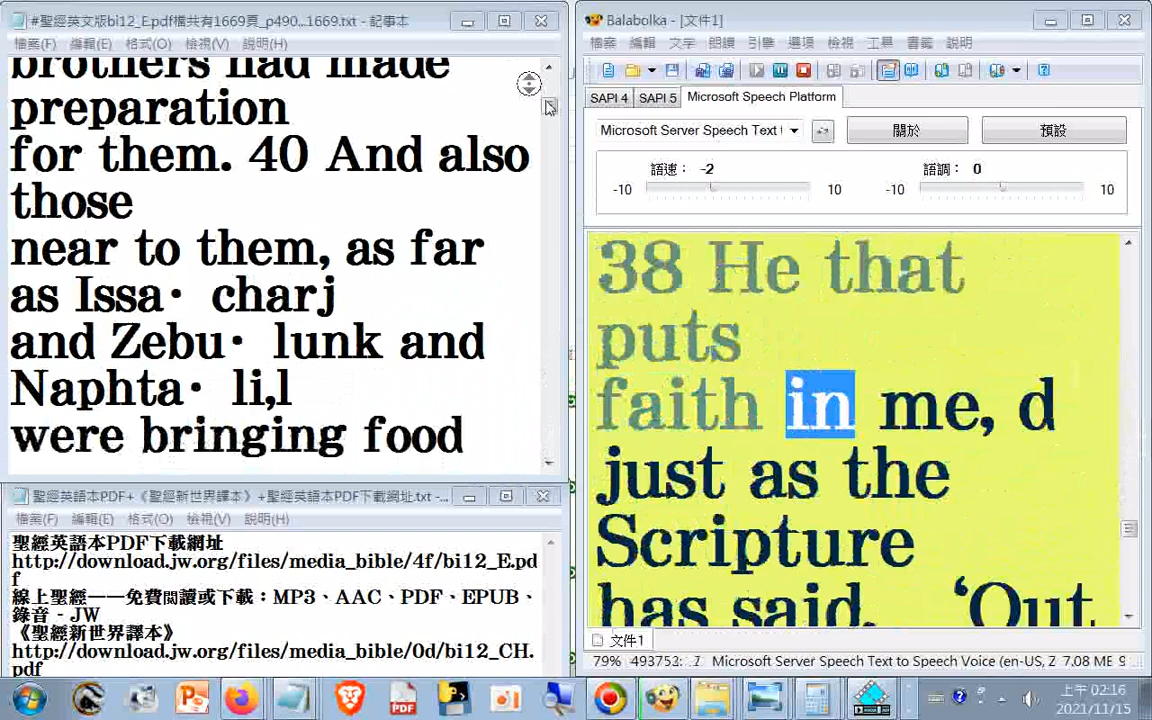 #聖經英文版bi12_E.pdf檔共有1669頁_p490...1669.txt - 記事本
檔案(F) 編輯(E) 格式(O) 檢視(V) 說明(H)
brothers had made
preparation
for them. 40 And also
those
near to them, as far
as Issa· charj
and Zebu· lunk and
Naphta· li,l
were bringing food
聖經英語本PDF+《聖經新世界譯本》+聖經英語本PDF下載網址.txt -...
檔案(F) 編輯(E) 格式(O) 檢視(V) 說明(H)
聖經英語本PDF下載網址
http://download.jw.org/files/media_bible/4f/bi12_E.pd
f
線上聖經——免費閱讀或下載：MP3、AAC、PDF、EPUB、
錄音 - JW
《聖經新世界譯本》
http://download.jw.org/files/media_bible/0d/bi12_CH.
pdf
Balabolka - [文件1]
檔案 編輯 文字 朗讀 引擎 選項 檢視 工具 書籤 說明
SAPI 4 SAPI 5 Microsoft Speech Platform
Microsoft Server Speech Text 關於 預設
語速： -2 語調： 0
-10 10 -10 10
38 He that
puts
faith in me, d
just as the
Scripture
has said, ‘Out
文件1
79% 493752: Microsoft Server Speech Text to Speech Voice (en-US, Z 7.08 MB 9
上午 02:16
2021/11/15